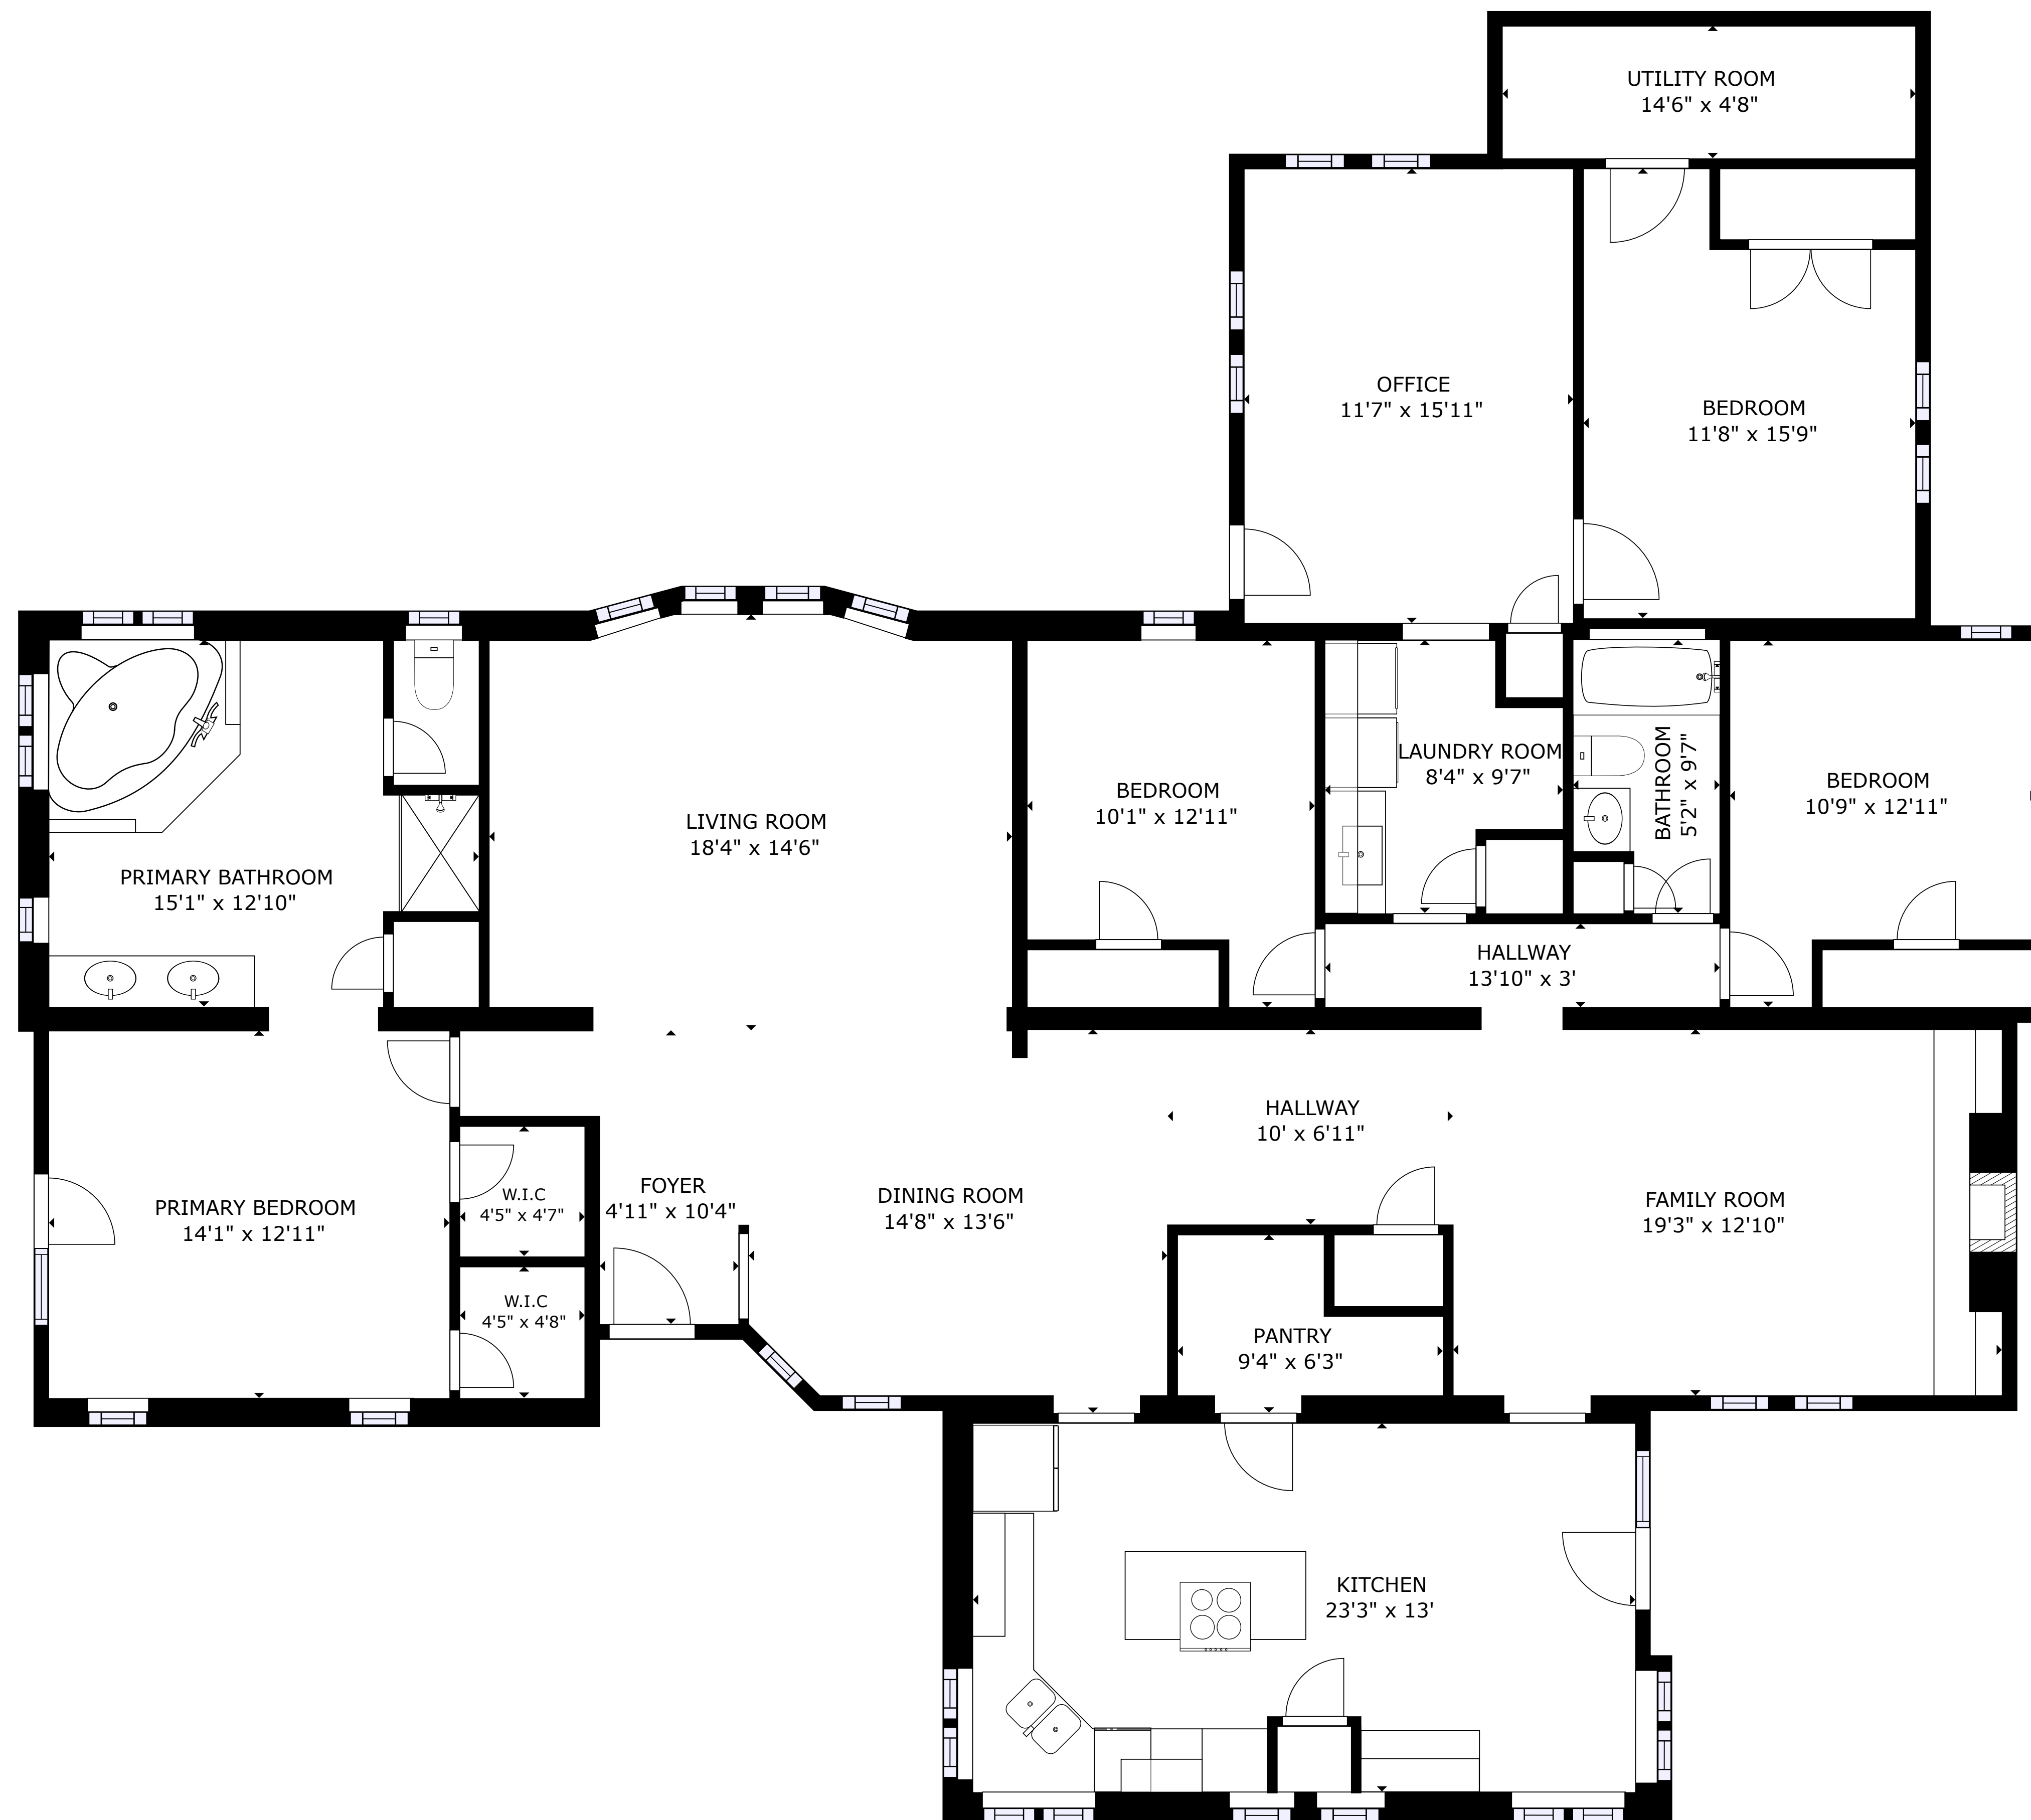 UTILITY ROOM
14'6" x 4'8"
OFFICE
11'7" x 15'11"
BEDROOM
11'8" x 15'9"
LIVING ROOM
18'4" x 14'6"
BEDROOM
10'1" x 12'11"
LAUNDRY ROOM
8'4" x 9'7"
BATHROOM
5'2" x 9'7"
BEDROOM
10'9" x 12'11"
PRIMARY BATHROOM
15'1" x 12'10"
HALLWAY
13'10" x 3'
HALLWAY
10' x 6'11"
PRIMARY BEDROOM
14'1" x 12'11"
W.I.C
4'5" x 4'7"
FOYER
4'11" x 10'4"
DINING ROOM
14'8" x 13'6"
FAMILY ROOM
19'3" x 12'10"
W.I.C
4'5" x 4'8"
PANTRY
9'4" x 6'3"
KITCHEN
23'3" x 13'